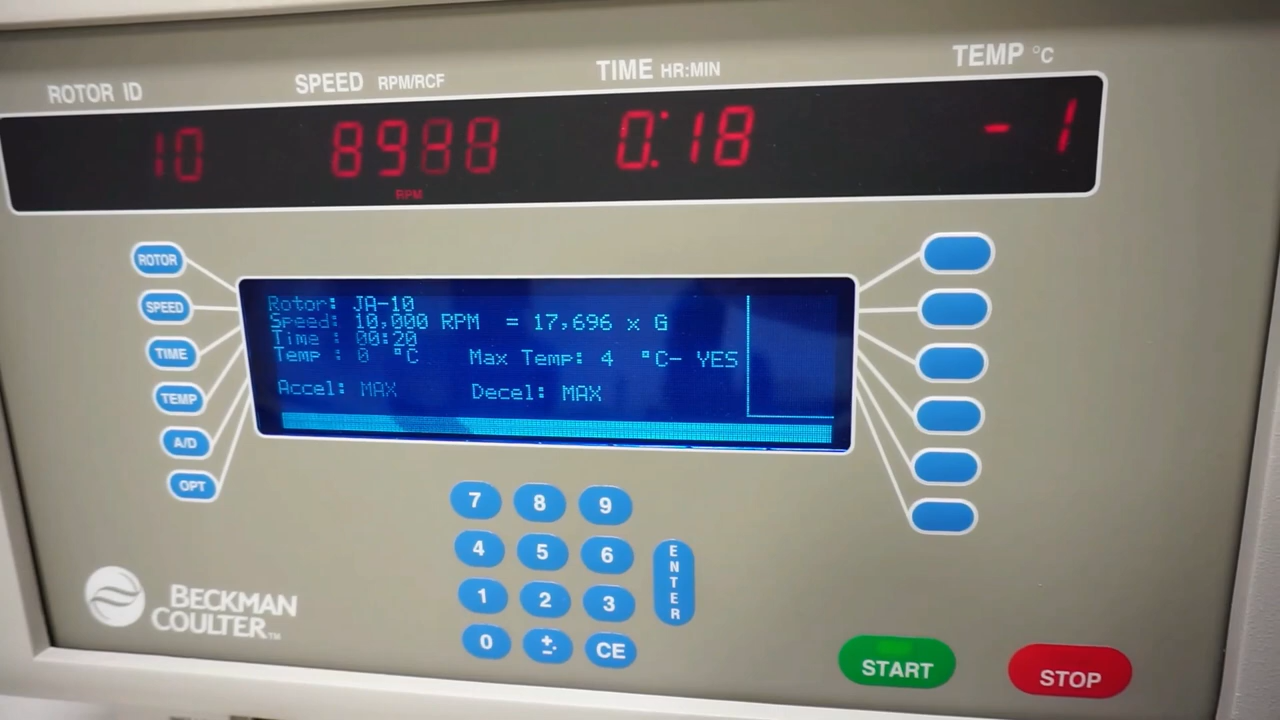 ROTOR ID
SPEED RPM/RCF
TIME HR:MIN
TEMP °C
10
RPM
0:18
-1
ROTOR
SPEED
TIME
TEMP
A/D
OPT
Rotor: JA-10
Speed: 10,000 RPM = 17,696 x G
Time : 00:20
Temp : 0 °C Max Temp: 4 °C- YES
Accel: MAX Decel: MAX
7 8 9
4 5 6
1 2 3
0 +.- CE
ENTER
BECKMAN
COULTER™
START
STOP